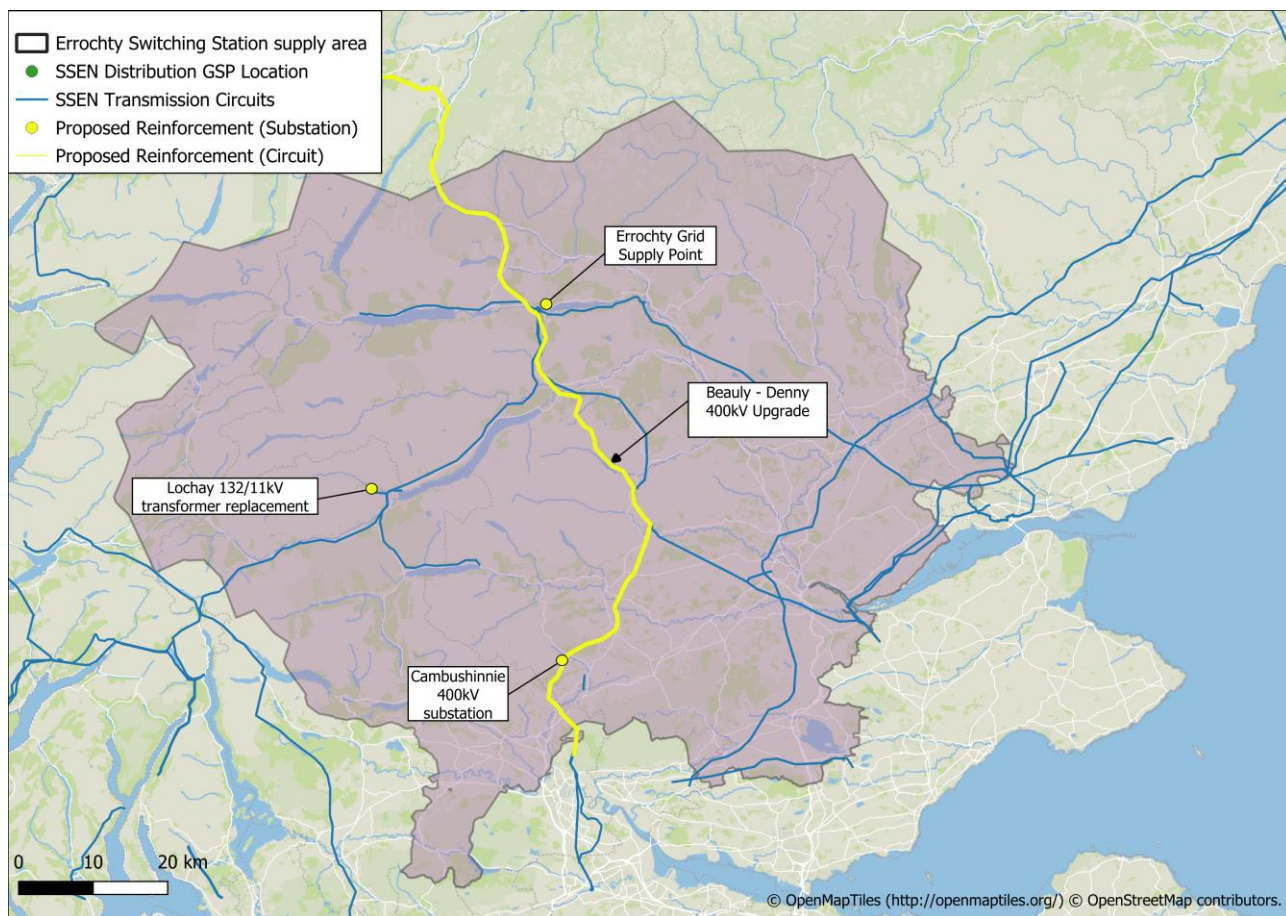 Errochty Switching Station supply area
SSEN Distribution GSP Location
SSEN Transmission Circuits
Proposed Reinforcement (Substation)
Proposed Reinforcement (Circuit)
Errochty Grid
Supply Point
Beauly - Denny
400kV Upgrade
Lochay 132/11kV
transformer replacement
Cambushinnie
400kV
substation
0 10 20 km
© OpenMapTiles (http://openmaptiles.org/) © OpenStreetMap contributors.